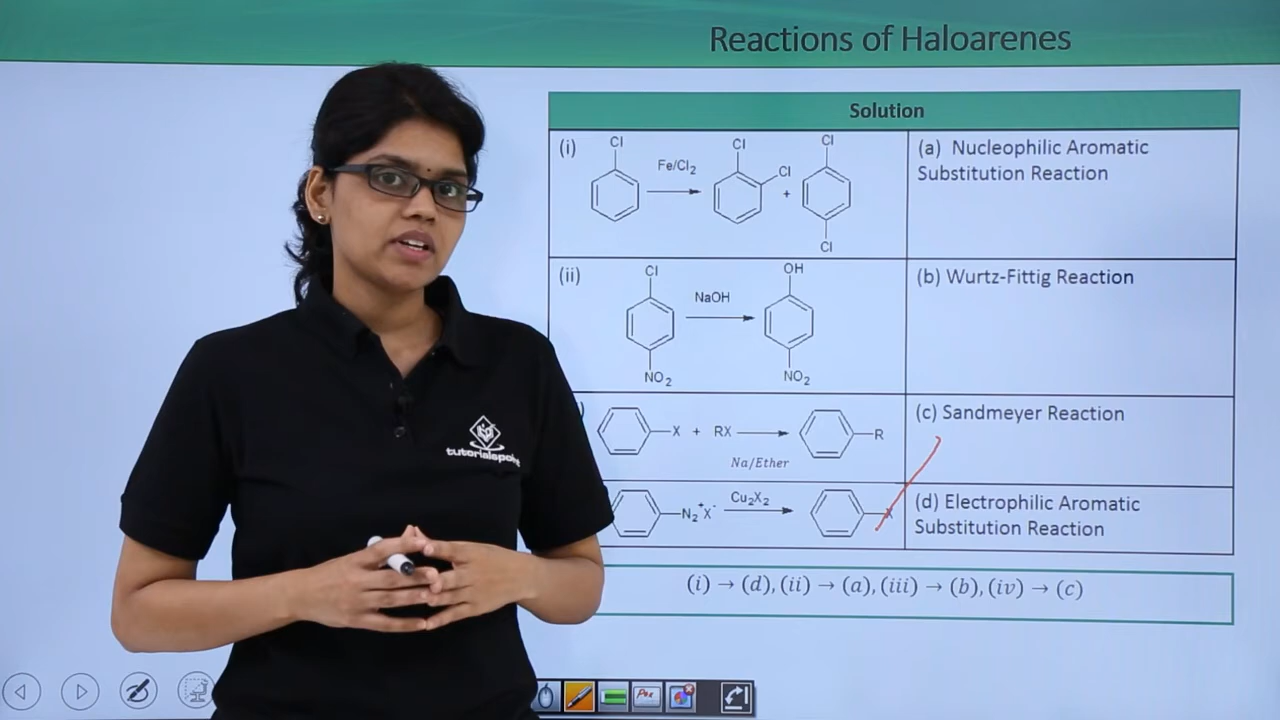 Reactions of Haloarenes
Solution
(i)
Cl
Fe/Cl₂
Cl
Cl
+
Cl
Cl
(a) Nucleophilic Aromatic
Substitution Reaction
(ii)
Cl
NaOH
OH
NO₂
NO₂
(b) Wurtz-Fittig Reaction
)
X + RX
R
Na/Ether
(c) Sandmeyer Reaction
N₂⁺X⁻
Cu₂X₂
X
(d) Electrophilic Aromatic
Substitution Reaction
(i) → (d), (ii) → (a), (iii) → (b), (iv) → (c)
tutorialspoi
Pen